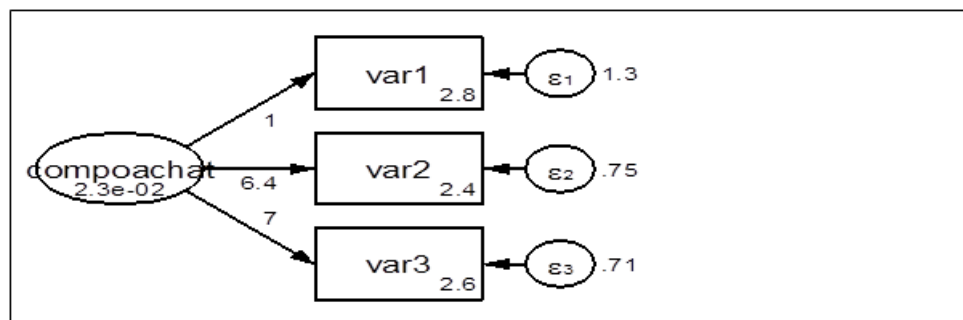 var1
2.8
ε1
1.3
1
compoachat
2.3e-02
6.4
var2
2.4
ε2
.75
7
var3
2.6
ε3
.71